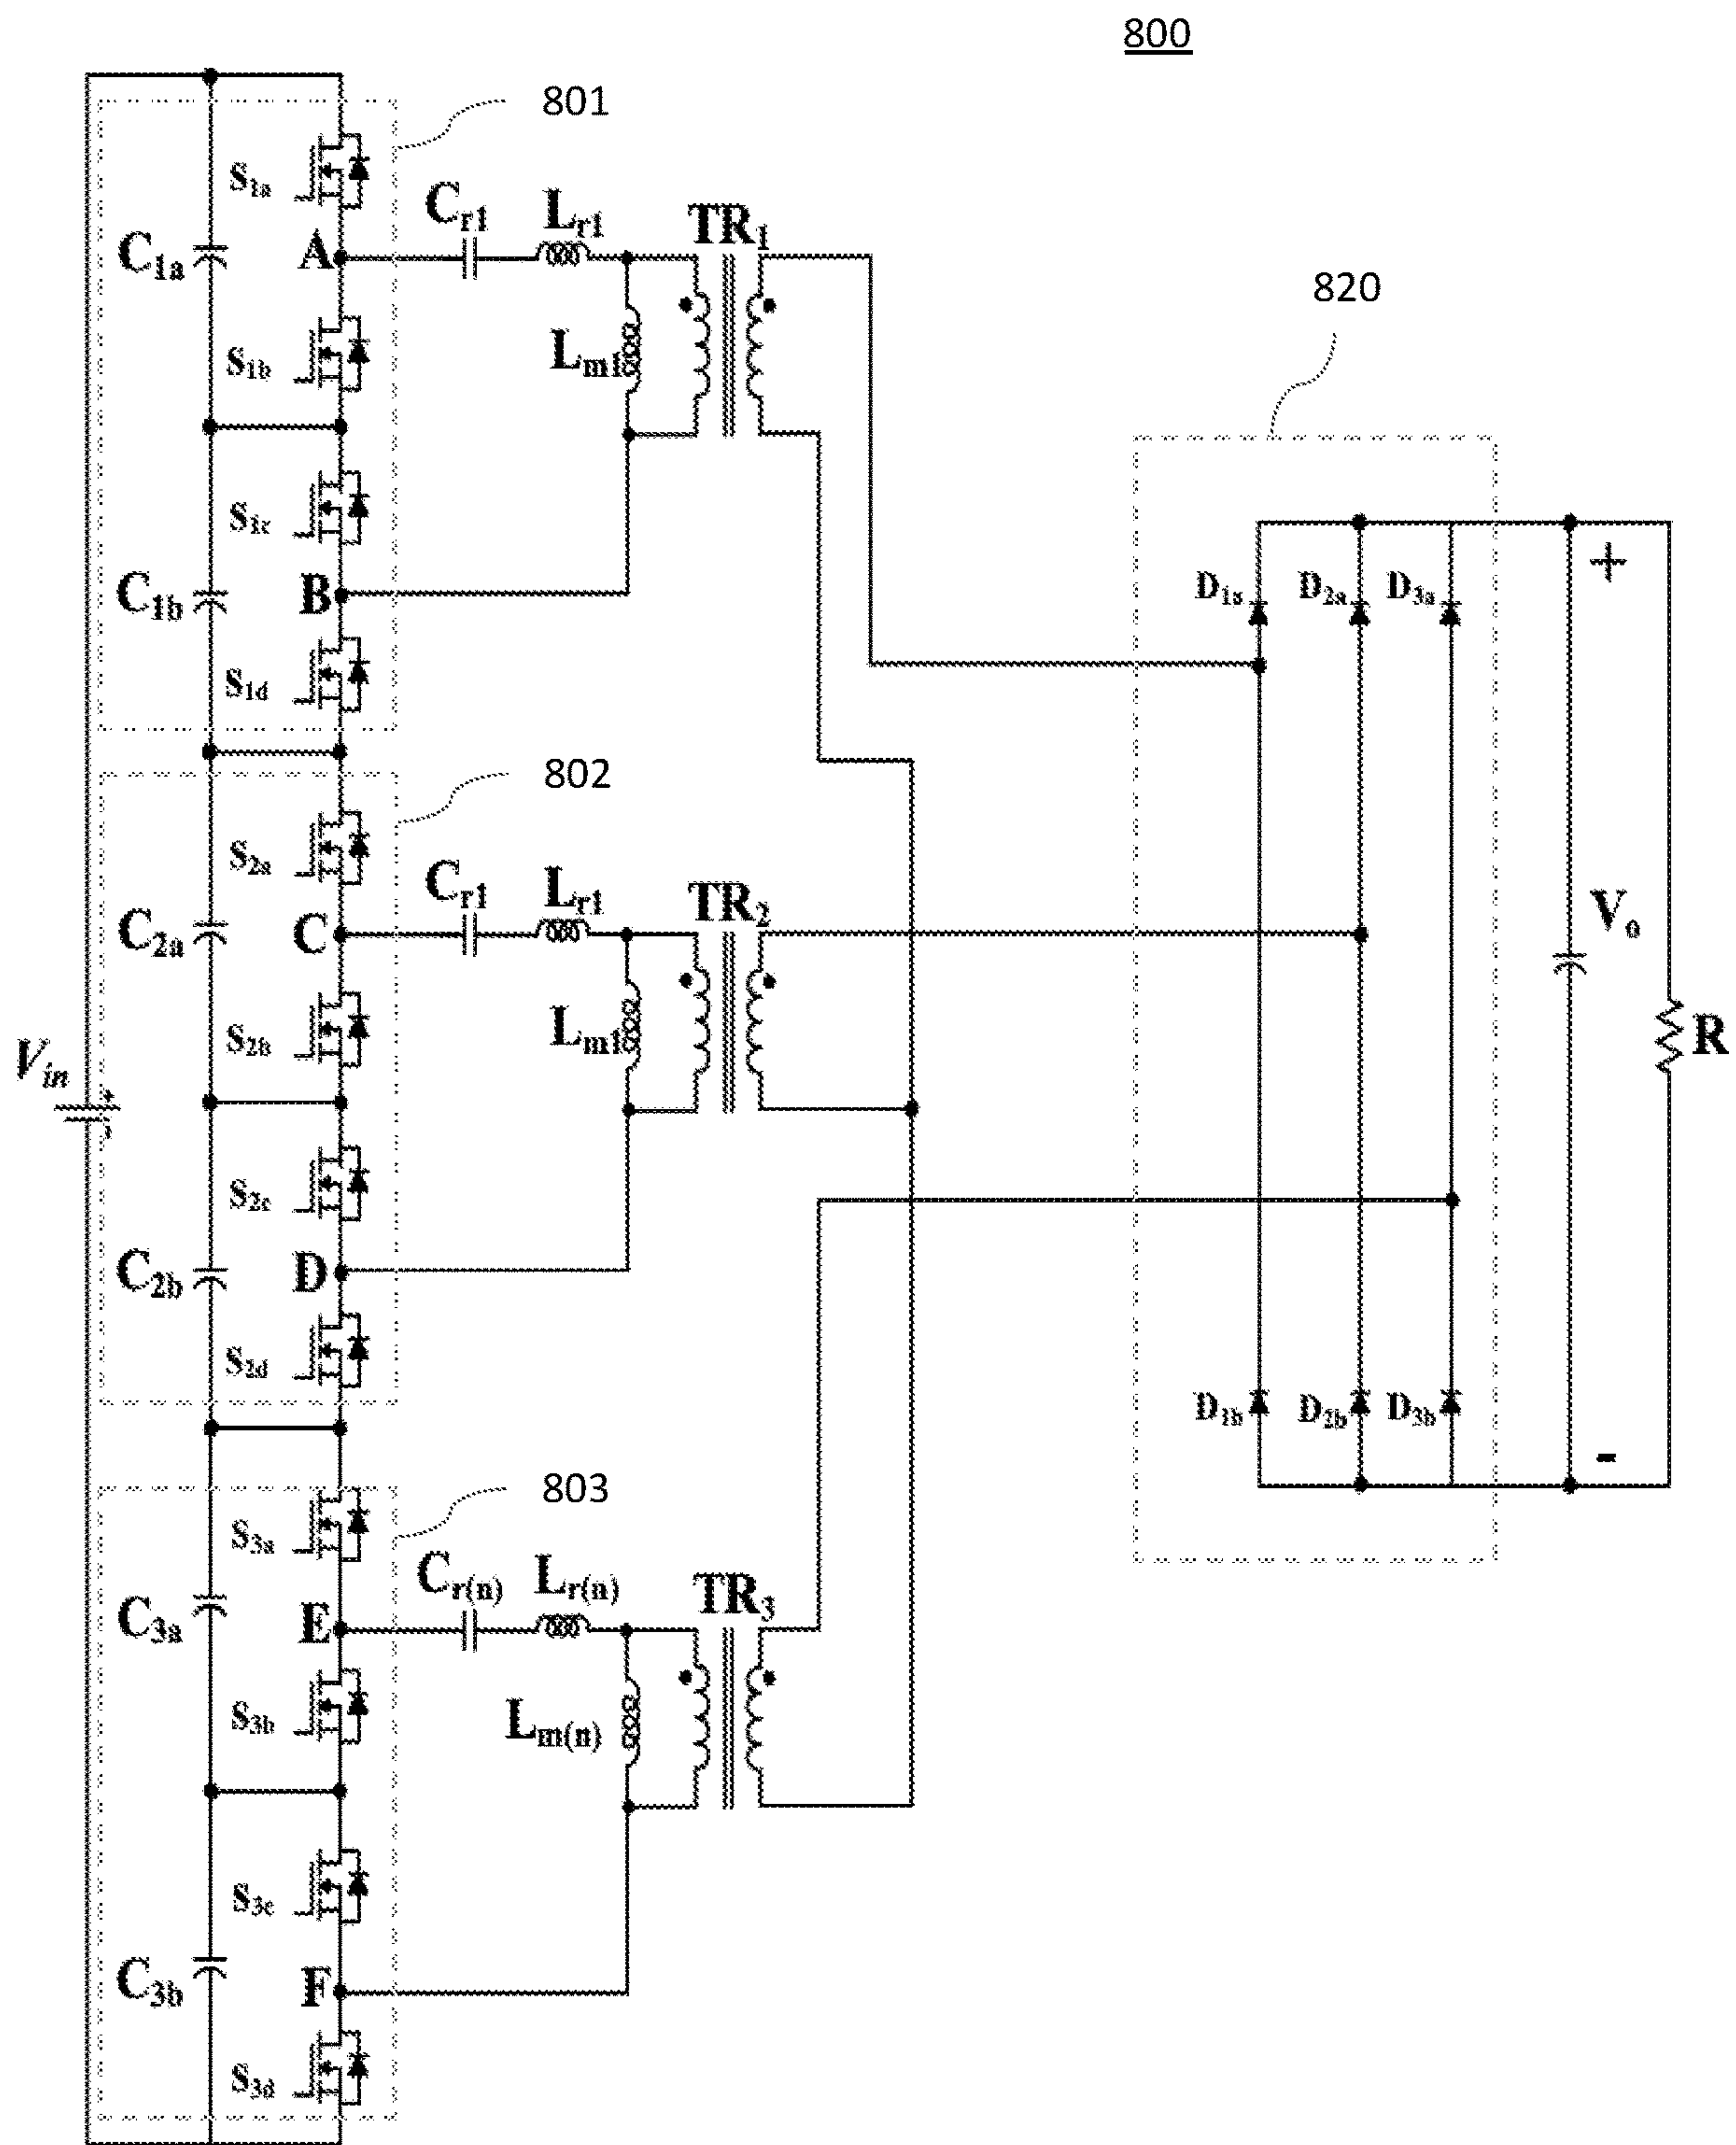 800
801
S1a
Cr1
Lr1
TR1
C1a
A
820
S1b
Lm1
S1c
C1b
B
D1a
D2a
D3a
+
S1d
802
S2a
Cr1
Lr1
TR2
C2a
C
Vo
S2b
Lm1
R
Vin
+
S2c
C2b
D
S2d
D1b
D2b
D3b
-
803
S3a
Cr(n)
Lr(n)
TR3
C3a
E
S3b
Lm(n)
S3c
C3b
F
S3d